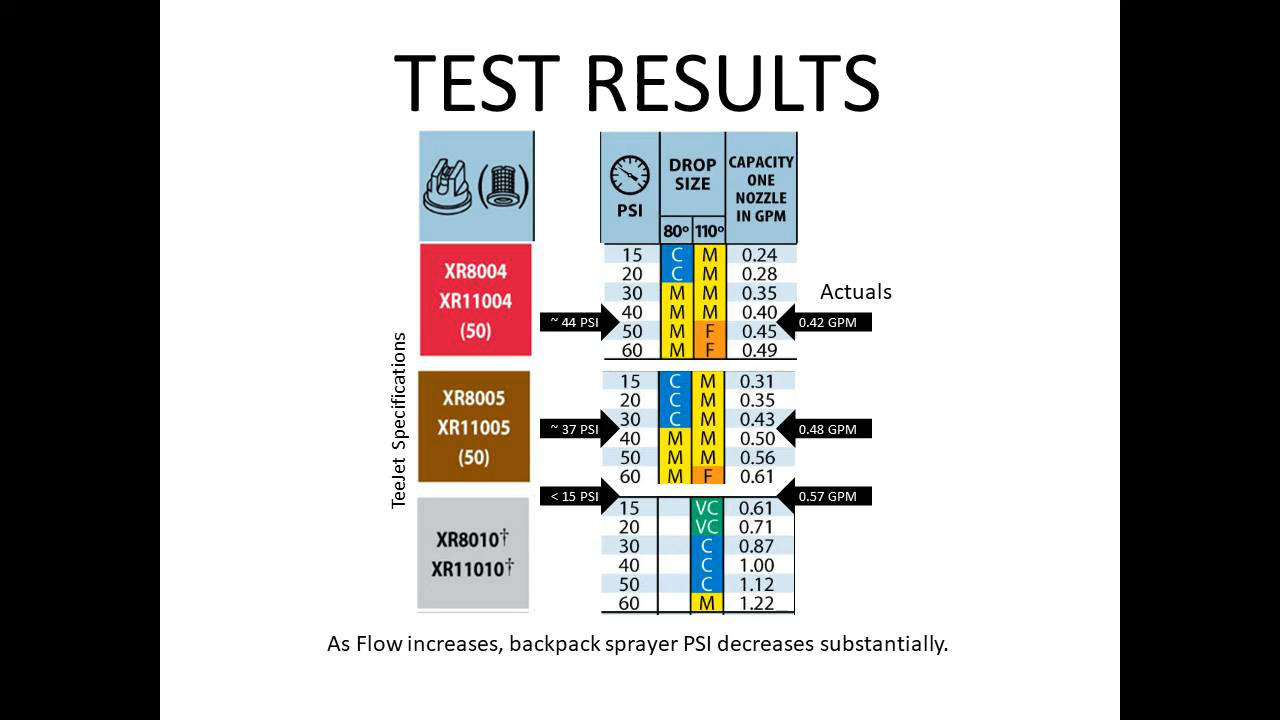 TEST RESULTS
PSI
DROP SIZE
80º 110º
CAPACITY ONE NOZZLE IN GPM
TeeJet Specifications
Actuals
XR8004
XR11004
(50)
15 C M 0.24
20 C M 0.28
30 M M 0.35
40 M M 0.40
~ 44 PSI
0.42 GPM
50 M F 0.45
60 M F 0.49
XR8005
XR11005
(50)
15 C M 0.31
20 C M 0.35
30 C M 0.43
~ 37 PSI
0.48 GPM
40 M M 0.50
50 M M 0.56
60 M F 0.61
< 15 PSI
0.57 GPM
XR8010†
XR11010†
15 VC 0.61
20 VC 0.71
30 C 0.87
40 C 1.00
50 C 1.12
60 M 1.22
As Flow increases, backpack sprayer PSI decreases substantially.